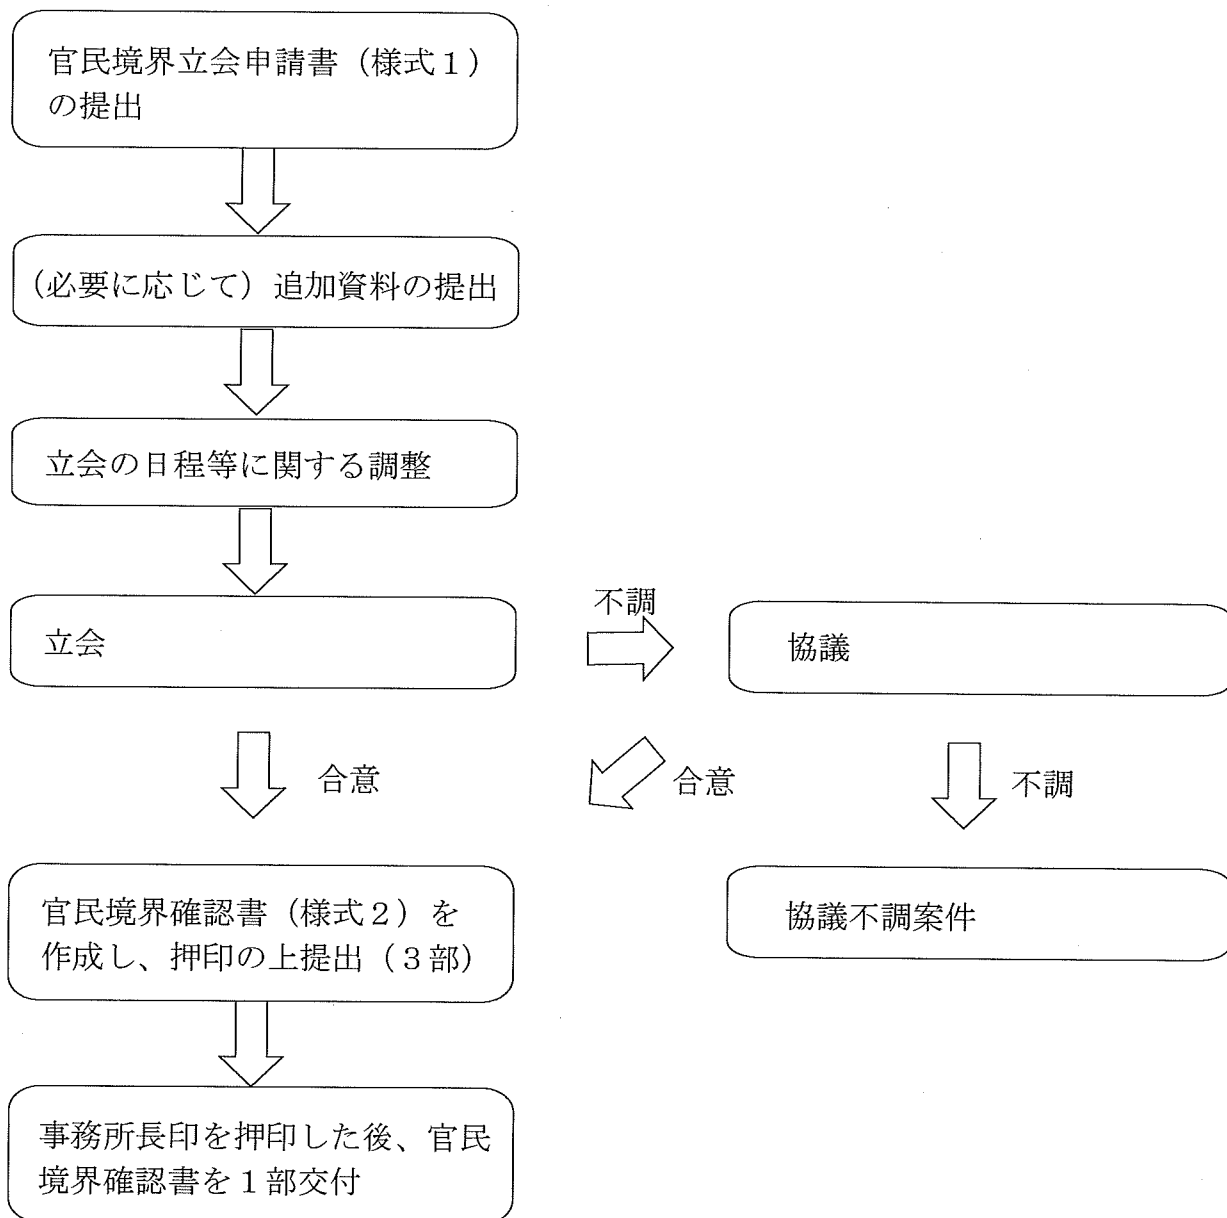 官民境界立会申請書（様式１）
の提出
（必要に応じて）追加資料の提出
立会の日程等に関する調整
立会
不調
協議
合意
合意
不調
官民境界確認書（様式２）を
作成し、押印の上提出（３部）
協議不調案件
事務所長印を押印した後、官民
境界確認書を１部交付